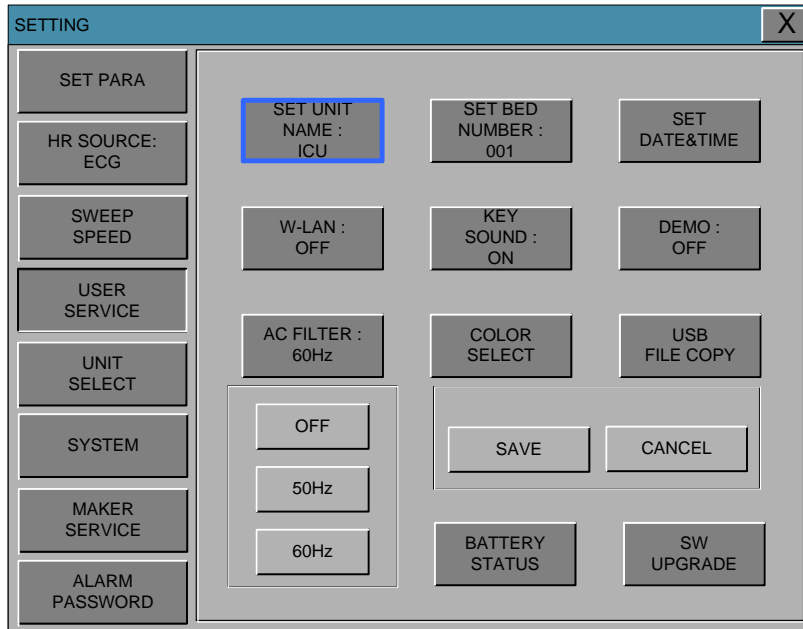 SETTING
X
SET PARA
HR SOURCE:
ECG
SWEEP
SPEED
USER
SERVICE
UNIT
SELECT
SYSTEM
MAKER
SERVICE
ALARM
PASSWORD
SET UNIT
NAME :
ICU
SET BED
NUMBER :
001
SET
DATE&TIME
W-LAN :
OFF
KEY
SOUND :
ON
DEMO :
OFF
AC FILTER :
60Hz
COLOR
SELECT
USB
FILE COPY
OFF
50Hz
60Hz
SAVE
CANCEL
BATTERY
STATUS
SW
UPGRADE